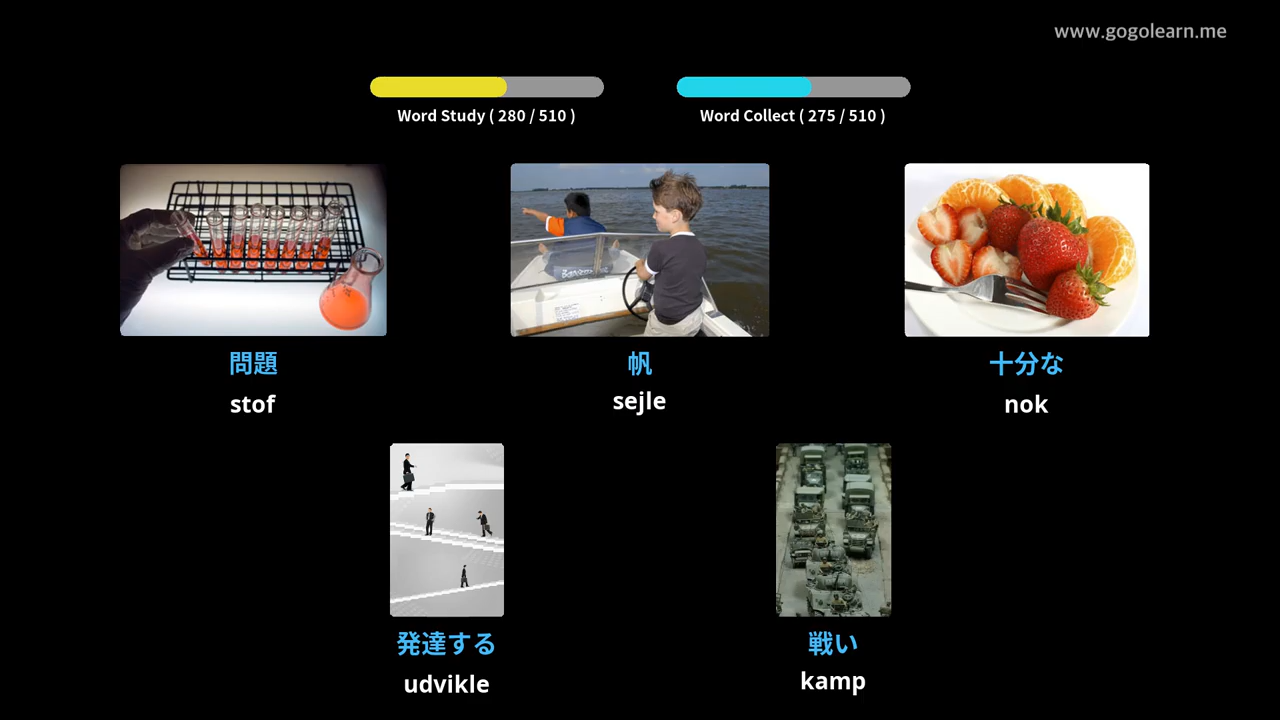 www.gogolearn.me
Word Study ( 280 / 510 )
Word Collect ( 275 / 510 )
問題
stof
帆
sejle
十分な
nok
発達する
udvikle
戦い
kamp